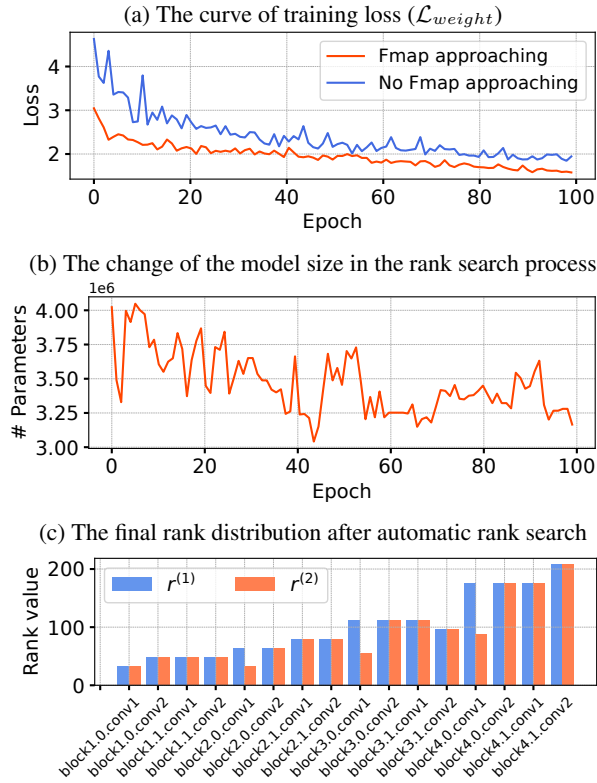 (a) The curve of training loss (ℒ_weight)
4
3
2
Loss
Fmap approaching
No Fmap approaching
0 20 40 60 80 100
Epoch
(b) The change of the model size in the rank search process
1e6
4.00
3.75
3.50
3.25
3.00
# Parameters
0 20 40 60 80 100
Epoch
(c) The final rank distribution after automatic rank search
200
100
0
Rank value
r^(1) r^(2)
block1.0.conv1
block1.0.conv2
block1.1.conv1
block1.1.conv2
block2.0.conv1
block2.0.conv2
block2.1.conv1
block2.1.conv2
block3.0.conv1
block3.0.conv2
block3.1.conv1
block3.1.conv2
block4.0.conv1
block4.0.conv2
block4.1.conv1
block4.1.conv2